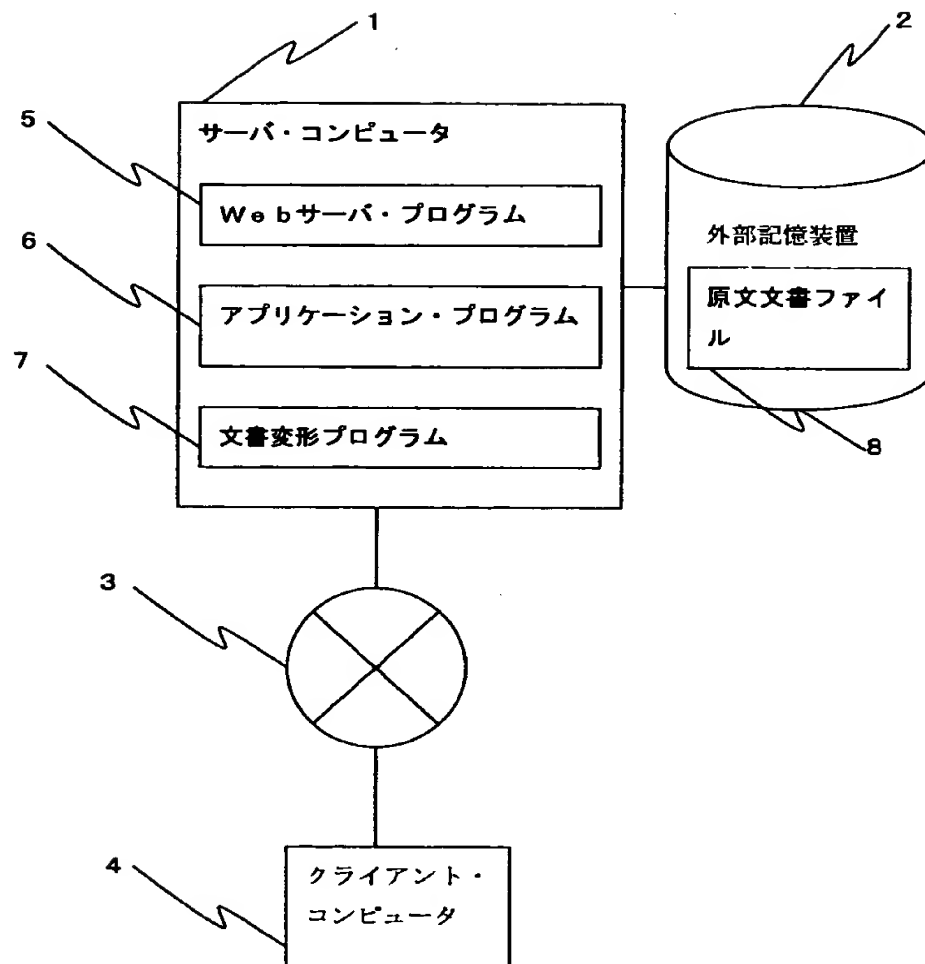 1
2
5
サーバ・コンピュータ
Webサーバ・プログラム
外部記憶装置
6
原文文書ファイ
ル
アプリケーション・プログラム
7
文書変形プログラム
8
3
4
クライアント・
コンピュータ